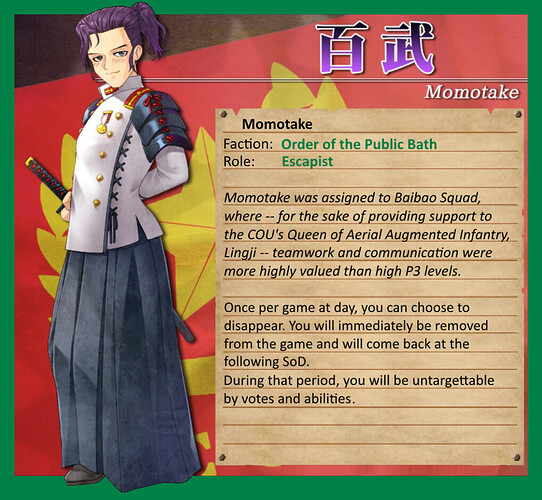 百武
Momotake
Momotake
Faction: Order of the Public Bath
Role: Escapist
Momotake was assigned to Baibao Squad,
where -- for the sake of providing support to
the COU's Queen of Aerial Augmented Infantry,
Lingji -- teamwork and communication were
more highly valued than high P3 levels.
Once per game at day, you can choose to
disappear. You will immediately be removed
from the game and will come back at the
following SoD.
During that period, you will be untargettable
by votes and abilities.